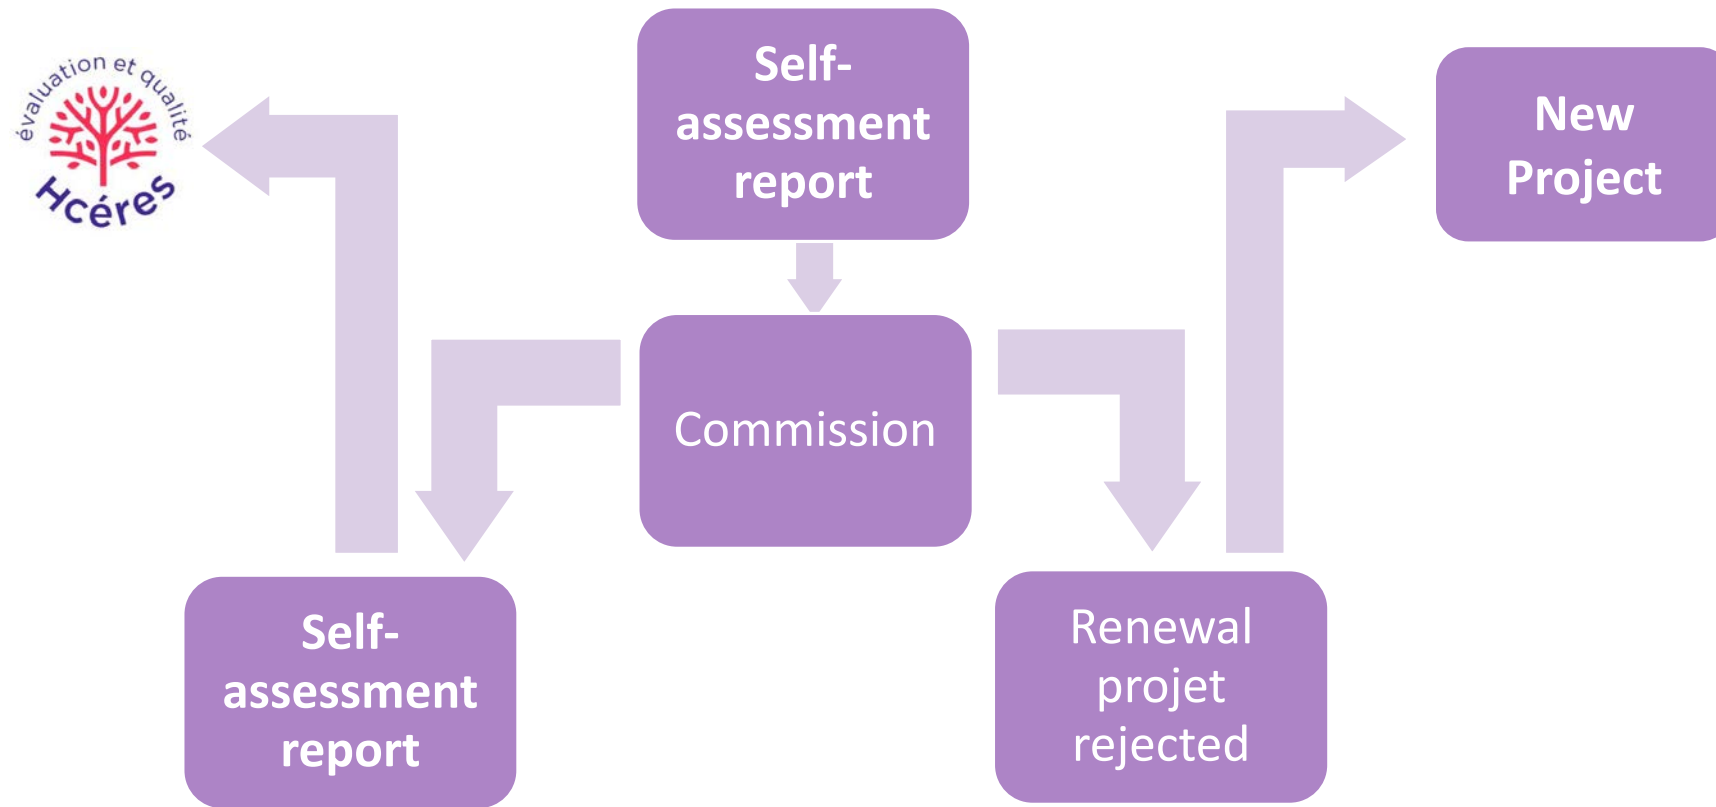 évaluation et qualité
Hcéres
Self-
assessment
report
New
Project
Commission
Self-
assessment
report
Renewal
projet
rejected